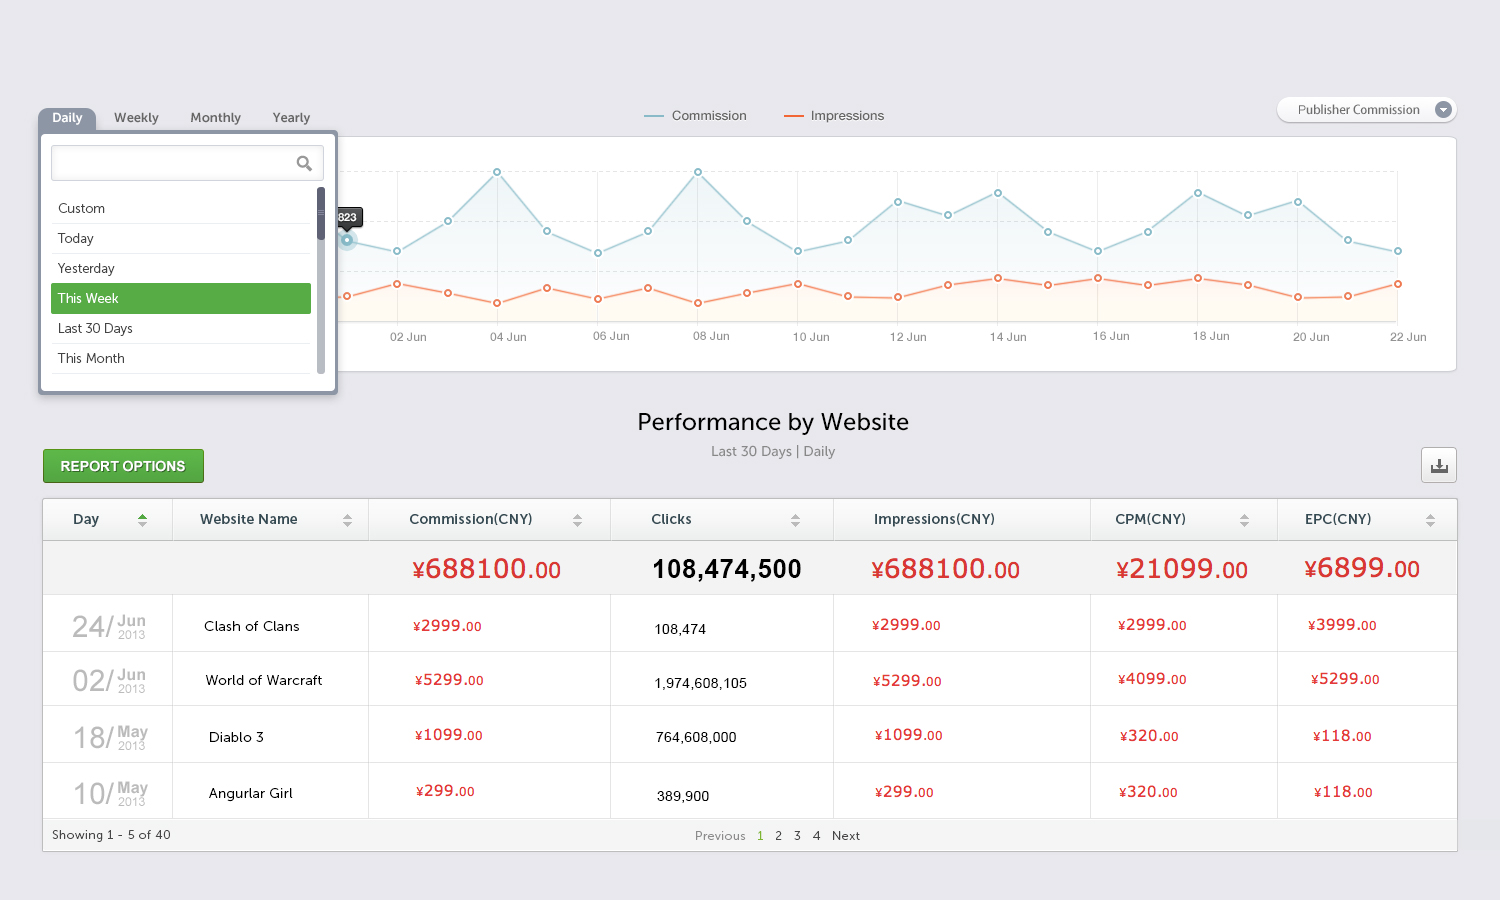 Daily Weekly Monthly Yearly
Commission Impressions
Publisher Commission
Custom
Today
Yesterday
This Week
Last 30 Days
This Month
823
02 Jun 04 Jun 06 Jun 08 Jun 10 Jun 12 Jun 14 Jun 16 Jun 18 Jun 20 Jun 22 Jun
Performance by Website
Last 30 Days | Daily
REPORT OPTIONS
Day Website Name Commission(CNY) Clicks Impressions(CNY) CPM(CNY) EPC(CNY)
¥688100.00 108,474,500 ¥688100.00 ¥21099.00 ¥6899.00
24/ Jun 2013 Clash of Clans ¥2999.00 108,474 ¥2999.00 ¥2999.00 ¥3999.00
02/ Jun 2013 World of Warcraft ¥5299.00 1,974,608,105 ¥5299.00 ¥4099.00 ¥5299.00
18/ May 2013 Diablo 3 ¥1099.00 764,608,000 ¥1099.00 ¥320.00 ¥118.00
10/ May 2013 Angurlar Girl ¥299.00 389,900 ¥299.00 ¥320.00 ¥118.00
Showing 1 - 5 of 40 Previous 1 2 3 4 Next